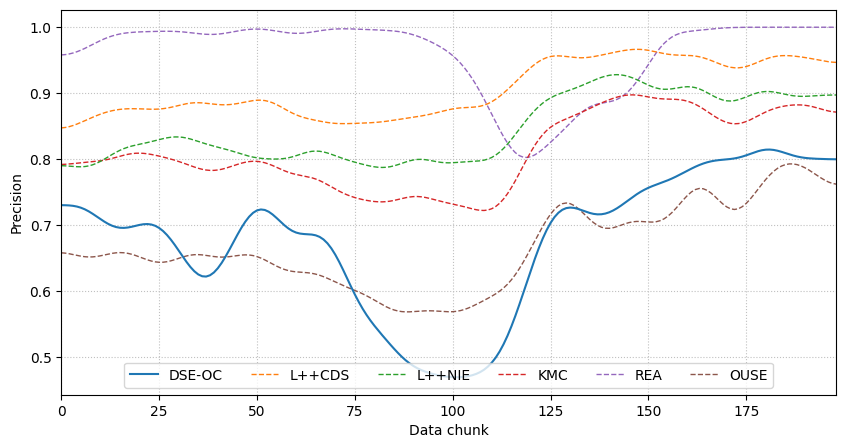 1.0
0.9
0.8
0.7
0.6
0.5
Precision
DSE-OC L++CDS L++NIE KMC REA OUSE
0 25 50 75 100 125 150 175
Data chunk